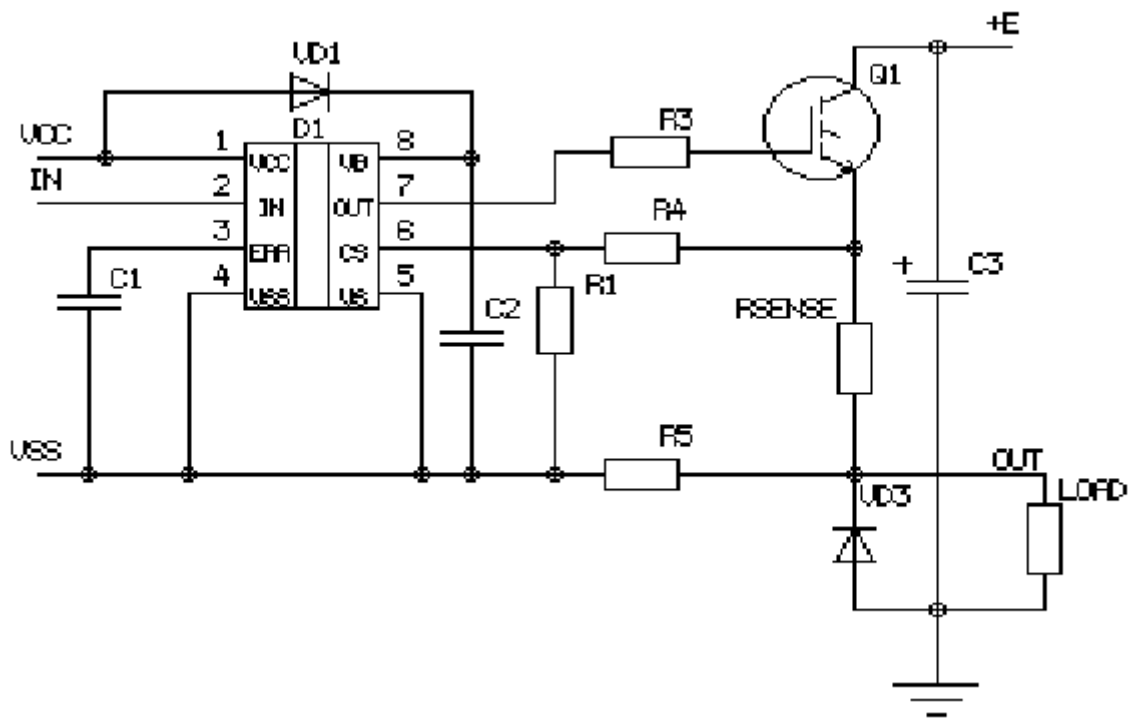 +E
VD1
Q1
D1
R3
VCC
1
8
VCC
VB
IN
2
7
IN
OUT
R4
3
6
ERR
CS
C1
4
5
VSS
VS
C2
R1
RSENSE
+
C3
VSS
R5
OUT
VD3
LOAD